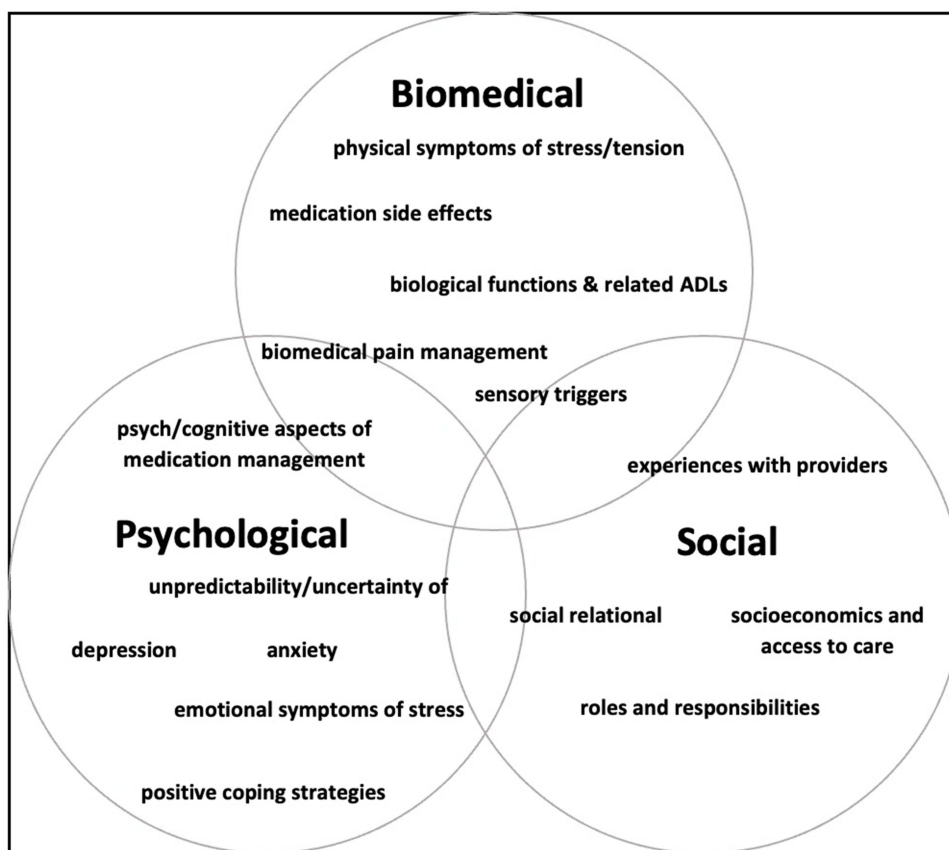 Biomedical
physical symptoms of stress/tension
medication side effects
biological functions & related ADLs
biomedical pain management
sensory triggers
psych/cognitive aspects of
medication management
experiences with providers
Psychological
Social
unpredictability/uncertainty of
social relational
socioeconomics and
access to care
depression
anxiety
emotional symptoms of stress
roles and responsibilities
positive coping strategies